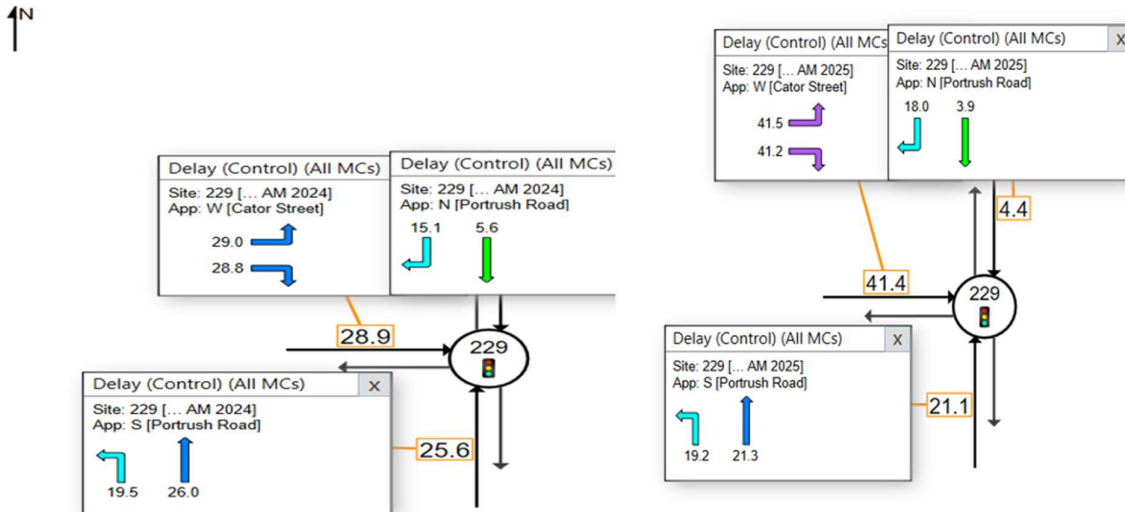 N
Delay (Control) (All MCs)
Site: 229 [... AM 2024]
App: W [Cator Street]
29.0
28.8
Delay (Control) (All MCs)
Site: 229 [... AM 2024]
App: N [Portrush Road]
15.1 5.6
28.9
229
Delay (Control) (All MCs) X
Site: 229 [... AM 2024]
App: S [Portrush Road]
19.5 26.0
25.6
Delay (Control) (All MCs
Site: 229 [... AM 2025]
App: W [Cator Street]
41.5
41.2
Delay (Control) (All MCs) X
Site: 229 [... AM 2025]
App: N [Portrush Road]
18.0 3.9
4.4
41.4
229
Delay (Control) (All MCs) X
Site: 229 [... AM 2025]
App: S [Portrush Road]
19.2 21.3
21.1